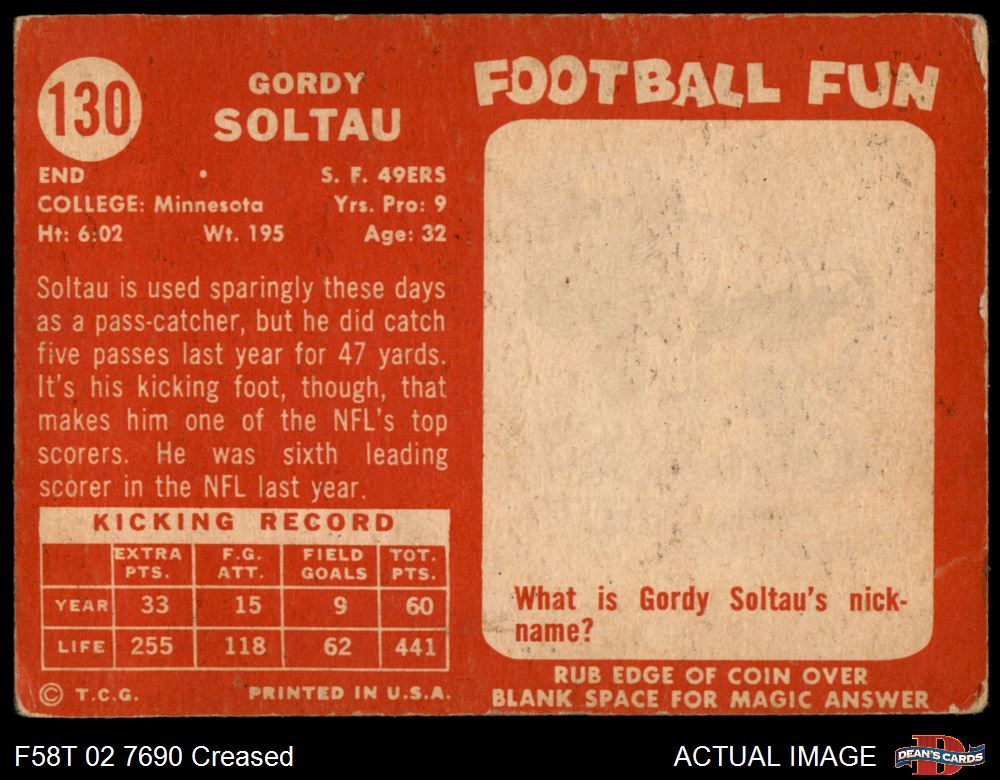 130
GORDY
SOLTAU
END • S. F. 49ERS
COLLEGE: Minnesota Yrs. Pro: 9
Ht: 6:02 Wt. 195 Age: 32
Soltau is used sparingly these days
as a pass-catcher, but he did catch
five passes last year for 47 yards.
It's his kicking foot, though, that
makes him one of the NFL's top
scorers. He was sixth leading
scorer in the NFL last year.
KICKING RECORD
EXTRA PTS. F.G. ATT. FIELD GOALS TOT. PTS.
YEAR 33 15 9 60
LIFE 255 118 62 441
© T.C.G. PRINTED IN U.S.A.
FOOTBALL FUN
What is Gordy Soltau's nick-
name?
RUB EDGE OF COIN OVER
BLANK SPACE FOR MAGIC ANSWER
F58T 02 7690 Creased
ACTUAL IMAGE
D
DEAN'S CARDS